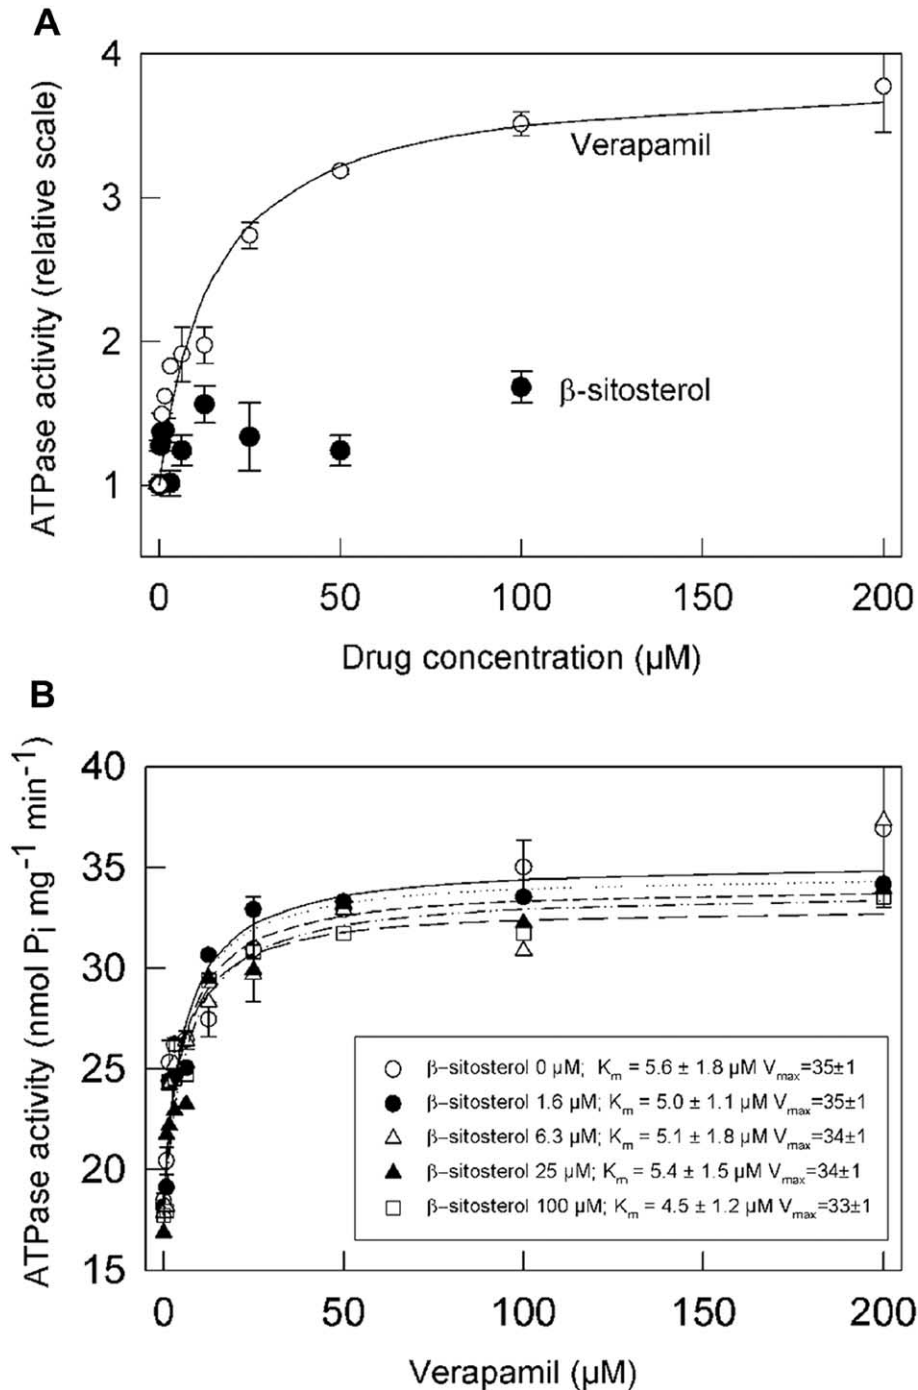 A
4
3
2
1
ATPase activity (relative scale)
Verapamil
β-sitosterol
0 50 100 150 200
Drug concentration (µM)
B
40
35
30
25
20
15
ATPase activity (nmol Pi mg⁻¹ min⁻¹)
β–sitosterol 0 µM; Km = 5.6 ± 1.8 µM Vmax=35±1
β–sitosterol 1.6 µM; Km = 5.0 ± 1.1 µM Vmax=35±1
β–sitosterol 6.3 µM; Km = 5.1 ± 1.8 µM Vmax=34±1
β–sitosterol 25 µM; Km = 5.4 ± 1.5 µM Vmax=34±1
β–sitosterol 100 µM; Km = 4.5 ± 1.2 µM Vmax=33±1
0 50 100 150 200
Verapamil (µM)